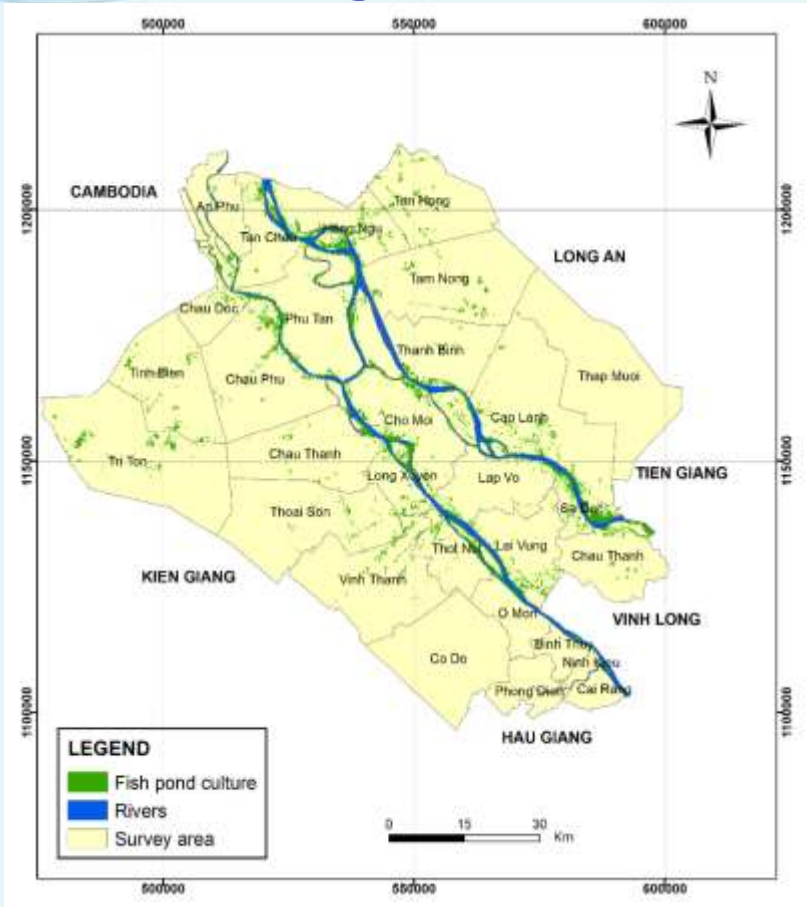 500000 550000 600000
N
CAMBODIA
An Phu
Tan Hong
1200000 1200000
Tan Chau
Hong Ngu
LONG AN
Tam Nong
Chau Doc
Phu Tan
Thanh Binh
Tinh Bien
Chau Phu
Thap Muoi
Cho Moi
Cao Lanh
Chau Thanh
Tri Ton
1150000 1150000
Long Xuyen
Lap Vo
TIEN GIANG
Thoai Son
Sa Dec
Thot Not
Lai Vung
Chau Thanh
KIEN GIANG
Vinh Thanh
VINH LONG
O Mon
Binh Thuy
Co Do
Ninh Kieu
Phong Dien
Cai Rang
1100000 1100000
HAU GIANG
LEGEND
Fish pond culture
Rivers
Survey area
0 15 30
Km
500000 550000 600000